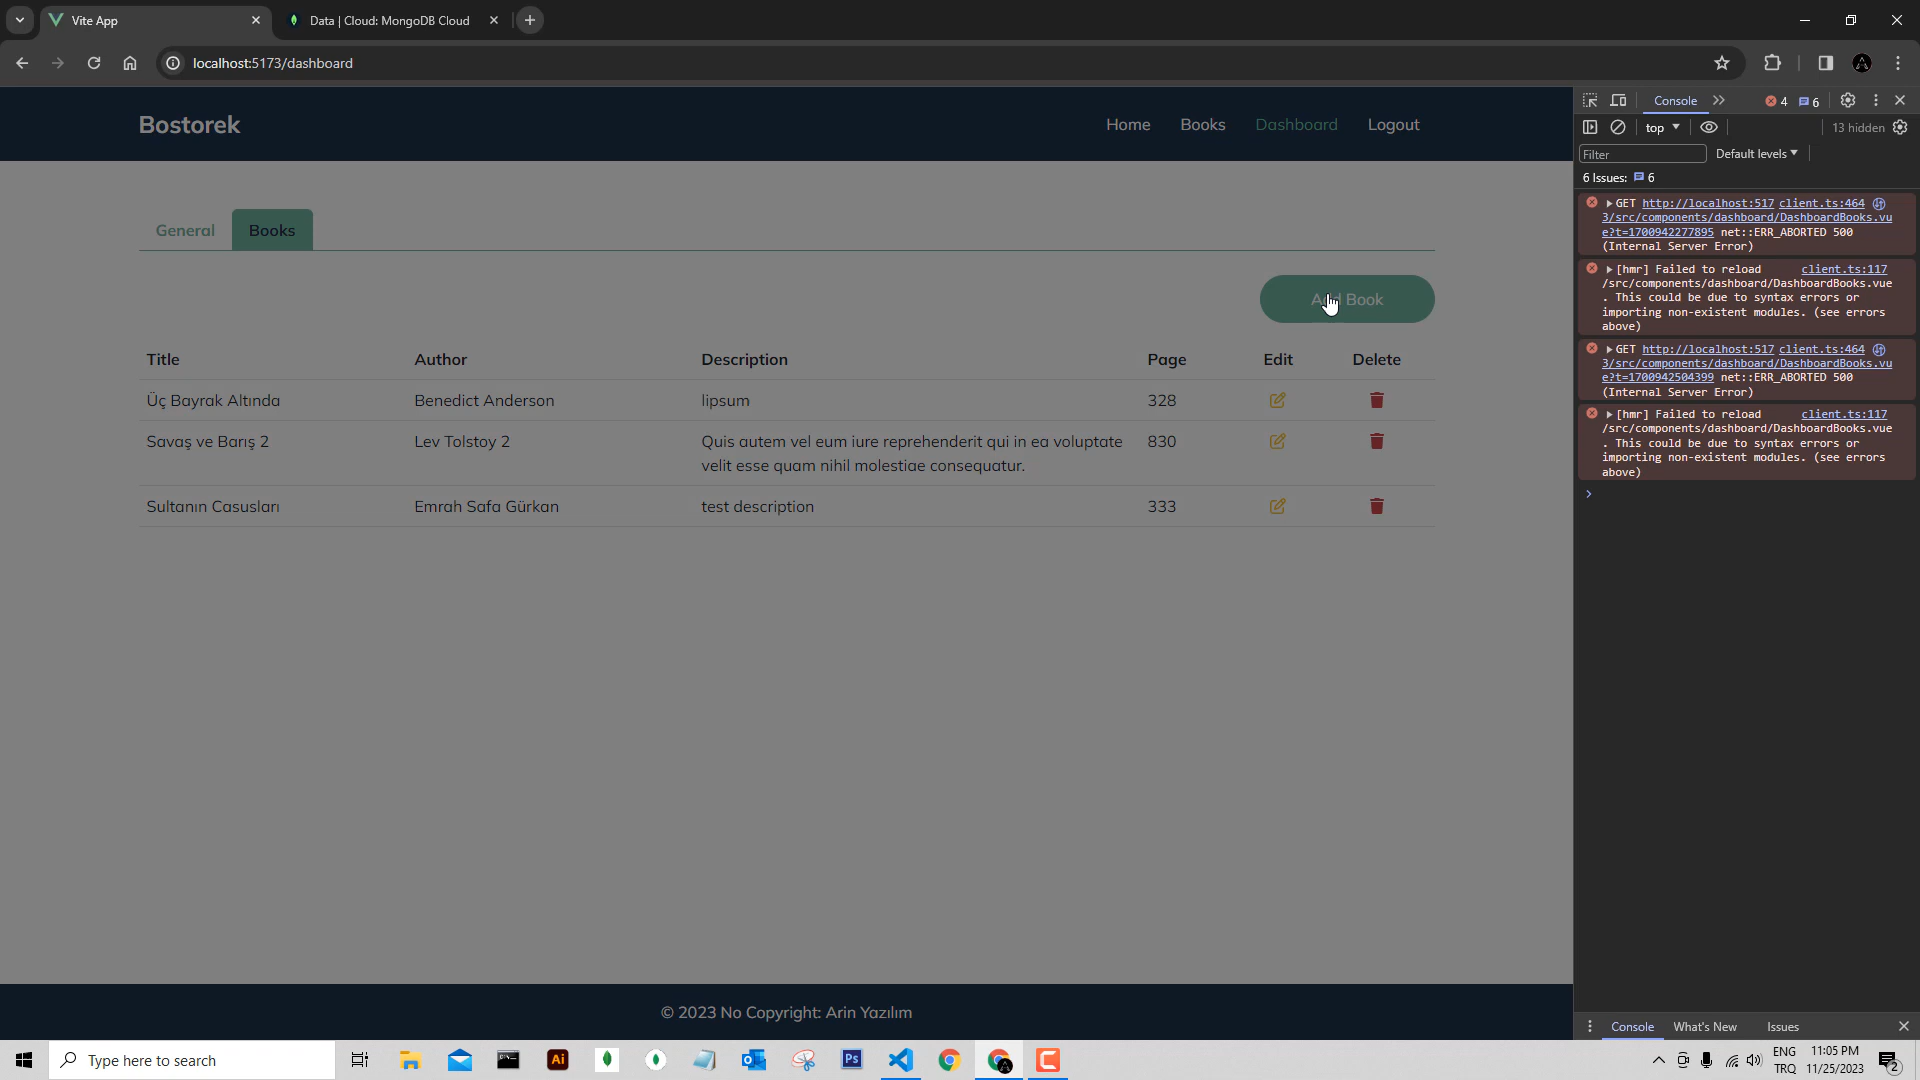 Vite App
Data | Cloud: MongoDB Cloud
localhost:5173/dashboard
Bostorek
Home
Books
Dashboard
Logout
General
Books
Add Book
Title Author Description Page Edit Delete
Üç Bayrak Altında Benedict Anderson lipsum 328
Savaş ve Barış 2 Lev Tolstoy 2 Quis autem vel eum iure reprehenderit qui in ea voluptate 830
velit esse quam nihil molestiae consequatur.
Sultanın Casusları Emrah Safa Gürkan test description 333
© 2023 No Copyright: Arin Yazılım
Console
4
6
top
13 hidden
Filter
Default levels
6 Issues: 6
GET http://localhost:517 client.ts:464
3/src/components/dashboard/DashboardBooks.vu
e?t=1700942277895 net::ERR_ABORTED 500
(Internal Server Error)
[hmr] Failed to reload client.ts:117
/src/components/dashboard/DashboardBooks.vue
. This could be due to syntax errors or
importing non-existent modules. (see errors
above)
GET http://localhost:517 client.ts:464
3/src/components/dashboard/DashboardBooks.vu
e?t=1700942504399 net::ERR_ABORTED 500
(Internal Server Error)
[hmr] Failed to reload client.ts:117
/src/components/dashboard/DashboardBooks.vue
. This could be due to syntax errors or
importing non-existent modules. (see errors
above)
Console
What's New
Issues
Type here to search
Ai
Ps
ENG
TRQ
11:05 PM
11/25/2023
2